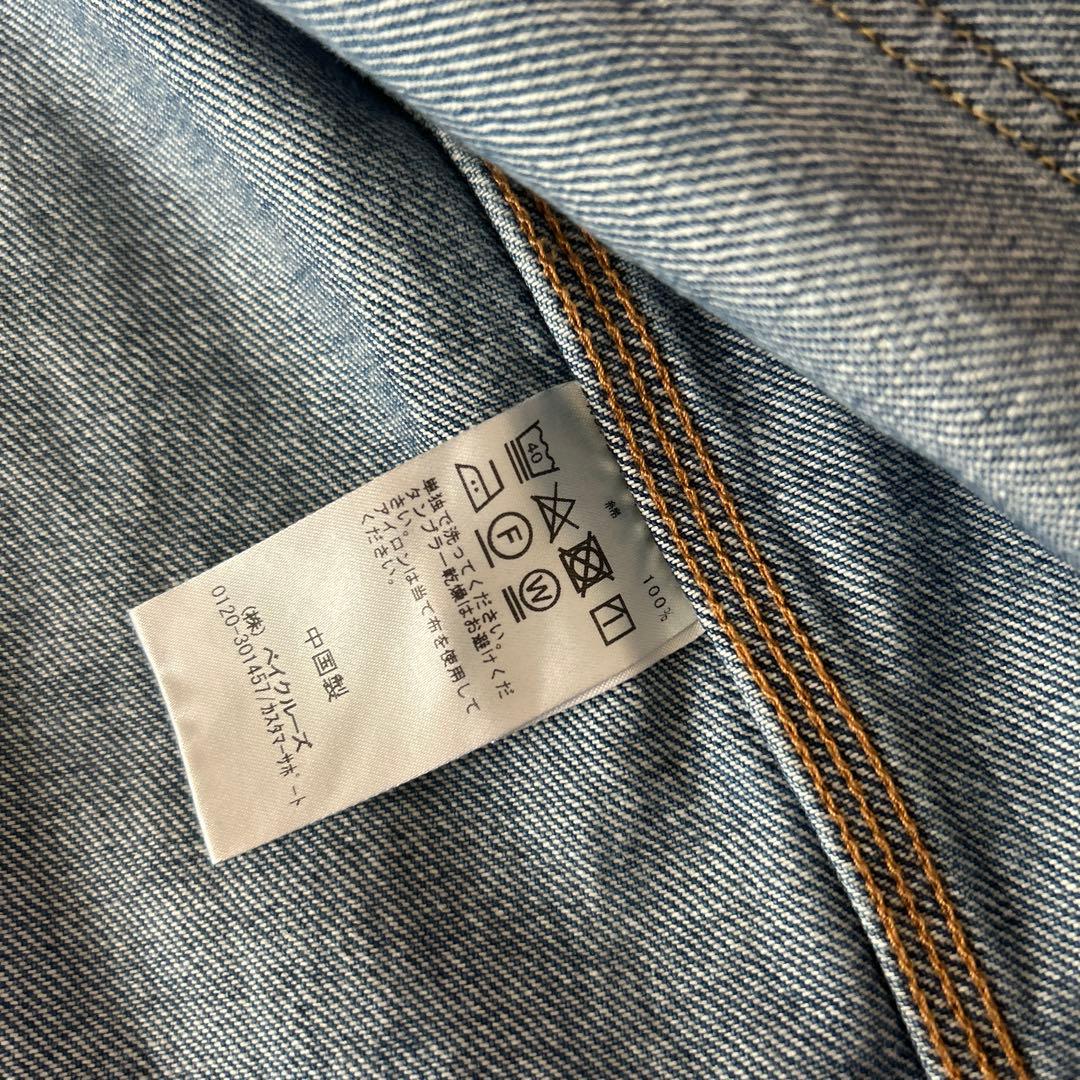 綿 100%
40
F W
単独で洗ってください。
タンブラー乾燥はお避けくだ
さい。
アイロンは当て布を使用して
ください。
中国製
(株)ベイクルーズ
0120-301457/カスタマーサポート